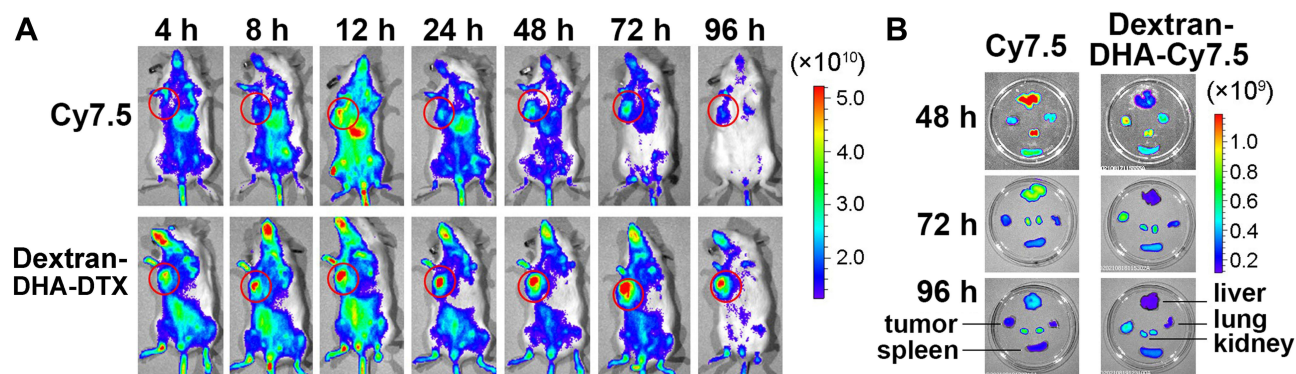 A
4 h 8 h 12 h 24 h 48 h 72 h 96 h
(×10¹⁰)
Cy7.5
5.0
4.0
3.0
2.0
Dextran-
DHA-DTX
B
Cy7.5
Dextran-
DHA-Cy7.5
(×10⁹)
48 h
72 h
96 h
1.0
0.8
0.6
0.4
0.2
tumor
spleen
liver
lung
kidney